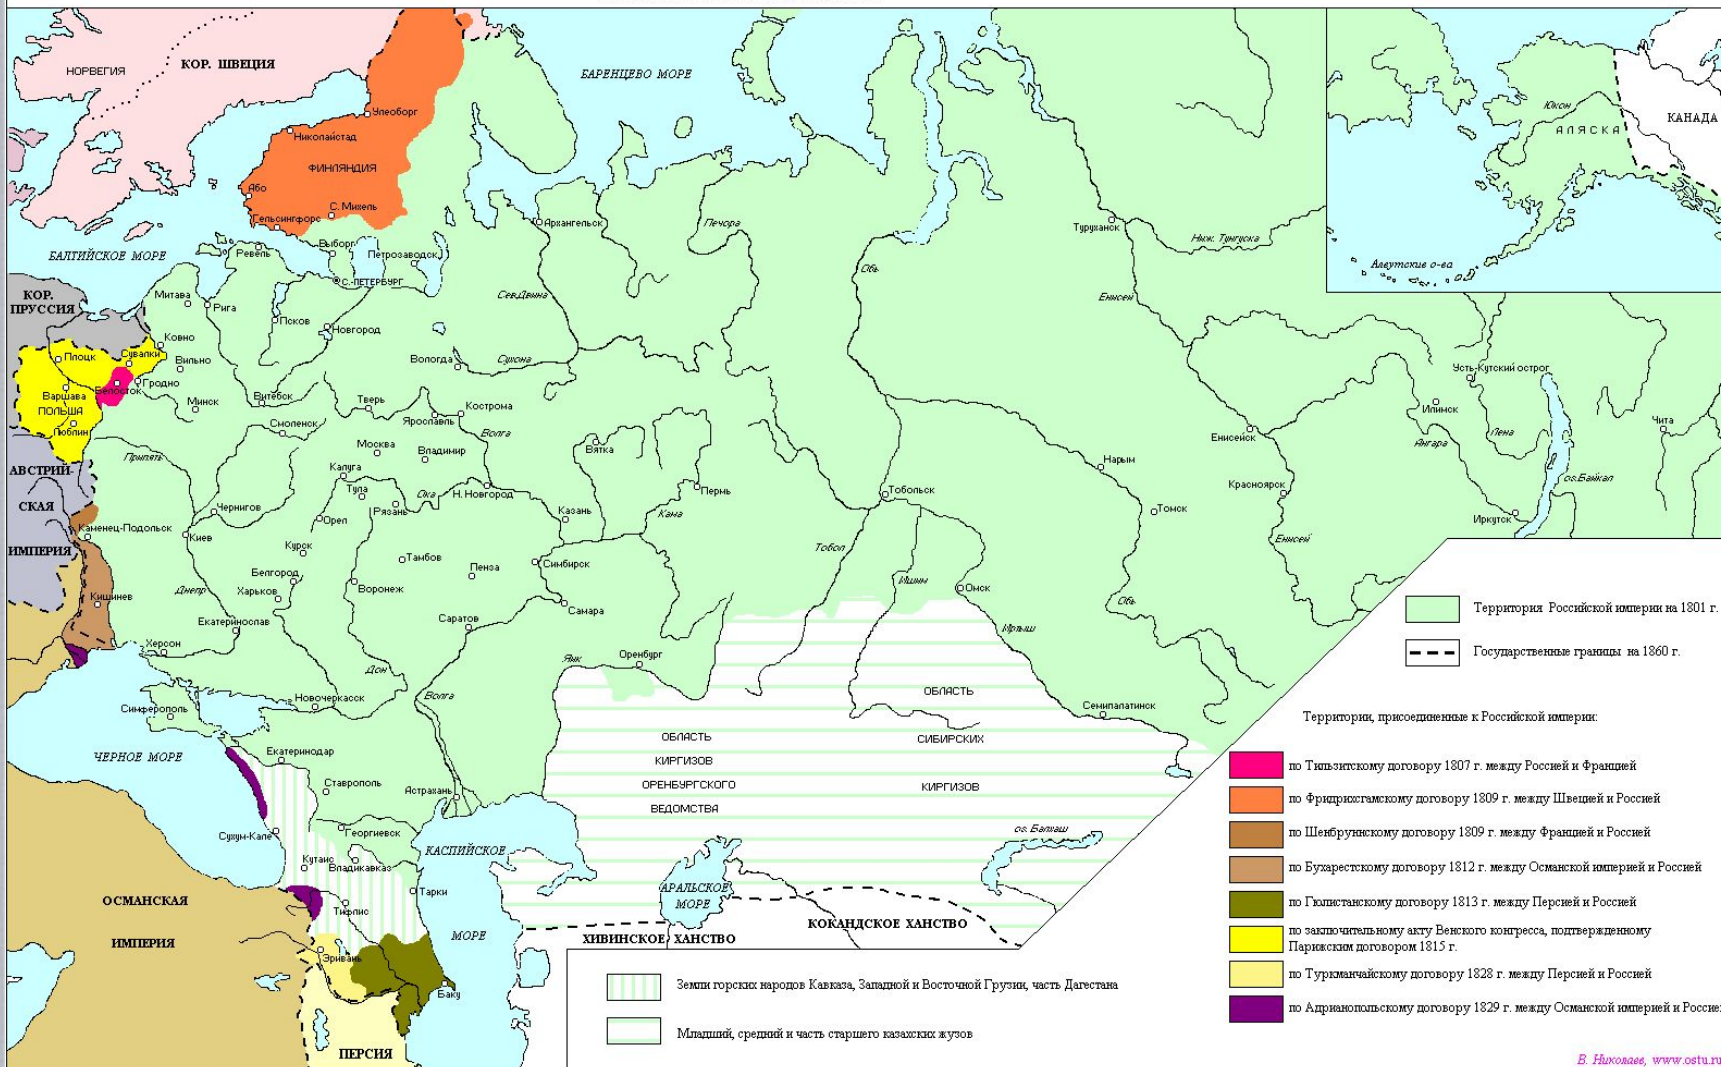 НОРВЕГИЯ
КОР. ШВЕЦИЯ
БАРЕНЦЕВО МОРЕ
Улеоборг
Николайстад
ФИНЛЯНДИЯ
Або
С. Михель
Гельсингфорс
БАЛТИЙСКОЕ МОРЕ
Ревель
Выборг
Петрозаводск
С.-ПЕТЕРБУРГ
Архангельск
Печора
Обь
Туруханск
Ниж. Тунгуска
Енисей
Юкон
АЛЯСКА
КАНАДА
Алеутские о-ва
КОР.
ПРУССИЯ
Митава
Рига
Псков
Новгород
Сев.Двина
Ковно
Вильно
Плоцк
Сувалки
Белосток
Гродно
Варшава
ПОЛЬША
Люблин
Минск
Витебск
Вологда
Сухона
Тверь
Ярославль
Кострома
Волга
Смоленск
Москва
Владимир
Вятка
Калуга
Тула
Ока
Н. Новгород
Рязань
Орел
Припять
Чернигов
Казань
Пермь
Кама
Тобольск
Нарым
Томск
Енисейск
Красноярск
Енисей
Усть-Кутский острог
Илимск
Ангара
Лена
Чита
оз.Байкал
Иркутск
АВСТРИЙ-
СКАЯ
ИМПЕРИЯ
Каменец-Подольск
Киев
Курск
Тамбов
Пенза
Симбирск
Белгород
Харьков
Воронеж
Днепр
Кишинев
Екатеринослав
Саратов
Самара
Тобол
Ишим
Омск
Иртыш
Обь
Херсон
Дон
Яик
Оренбург
Волга
Новочеркасск
Симферополь
Семипалатинск
ОБЛАСТЬ
КИРГИЗОВ
ОРЕНБУРГСКОГО
ВЕДОМСТВА
ОБЛАСТЬ
СИБИРСКИХ
КИРГИЗОВ
ЧЕРНОЕ МОРЕ
Екатеринодар
Ставрополь
Астрахань
Сухум-Кале
Георгиевск
Кутаис
Владикавказ
Тарки
Тифлис
Эривань
Баку
КАСПИЙСКОЕ
МОРЕ
АРАЛЬСКОЕ
МОРЕ
оз. Балхаш
ХИВИНСКОЕ ХАНСТВО
КОКАНДСКОЕ ХАНСТВО
ОСМАНСКАЯ
ИМПЕРИЯ
ПЕРСИЯ
Территория Российской империи на 1801 г.
Государственные границы на 1860 г.
Территории, присоединенные к Российской империи:
по Тильзитскому договору 1807 г. между Россией и Францией
по Фридрихсгамскому договору 1809 г. между Швецией и Россией
по Шенбруннскому договору 1809 г. между Францией и Россией
по Бухарестскому договору 1812 г. между Османской империей и Россией
по Гюлистанскому договору 1813 г. между Персией и Россией
по заключительному акту Венского конгресса, подтвержденному
Парижским договором 1815 г.
по Туркманчайскому договору 1828 г. между Персией и Россией
по Адрианопольскому договору 1829 г. между Османской империей и Россией
Земли горских народов Кавказа, Западной и Восточной Грузии, часть Дагестана
Младший, средний и часть старшего казахских жузов
В. Николаев, www.ostu.ru